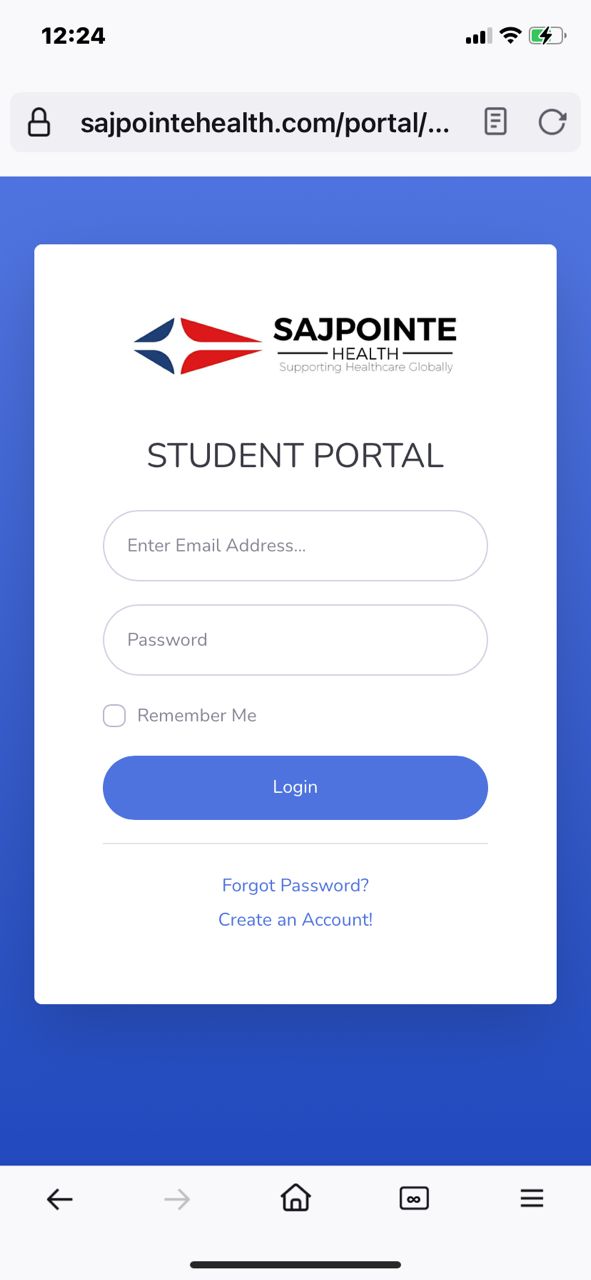 12:24
sajpointehealth.com/portal/...
SAJPOINTE
HEALTH
Supporting Healthcare Globally
STUDENT PORTAL
Enter Email Address...
Password
Remember Me
Login
Forgot Password?
Create an Account!
∞